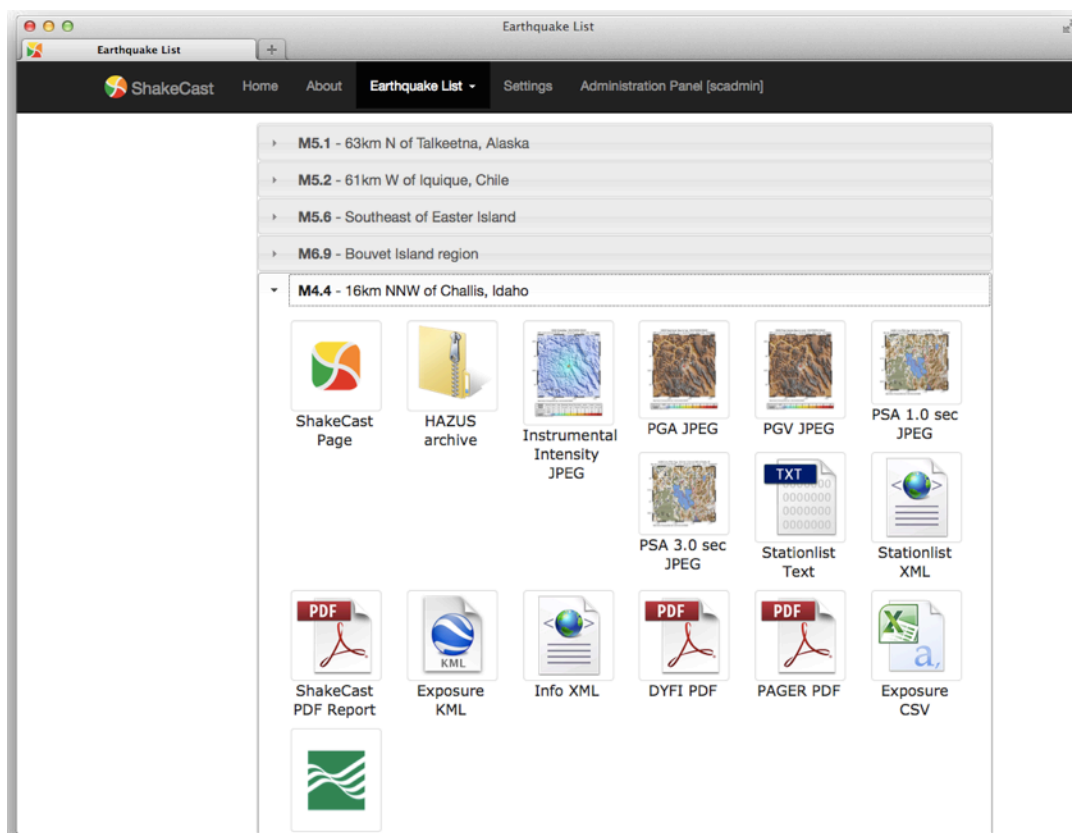 Earthquake List
Earthquake List
ShakeCast
Home
About
Earthquake List
Settings
Administration Panel [scadmin]
M5.1 - 63km N of Talkeetna, Alaska
M5.2 - 61km W of Iquique, Chile
M5.6 - Southeast of Easter Island
M6.9 - Bouvet Island region
M4.4 - 16km NNW of Challis, Idaho
ShakeCast
Page
HAZUS
archive
Instrumental
Intensity
JPEG
PGA JPEG
PGV JPEG
PSA 1.0 sec
JPEG
PSA 3.0 sec
JPEG
TXT
0000000
0000000
0000000
0000000
Stationlist
Text
Stationlist
XML
PDF
ShakeCast
PDF Report
KML
Exposure
KML
Info XML
PDF
DYFI PDF
PDF
PAGER PDF
X
a,
Exposure
CSV